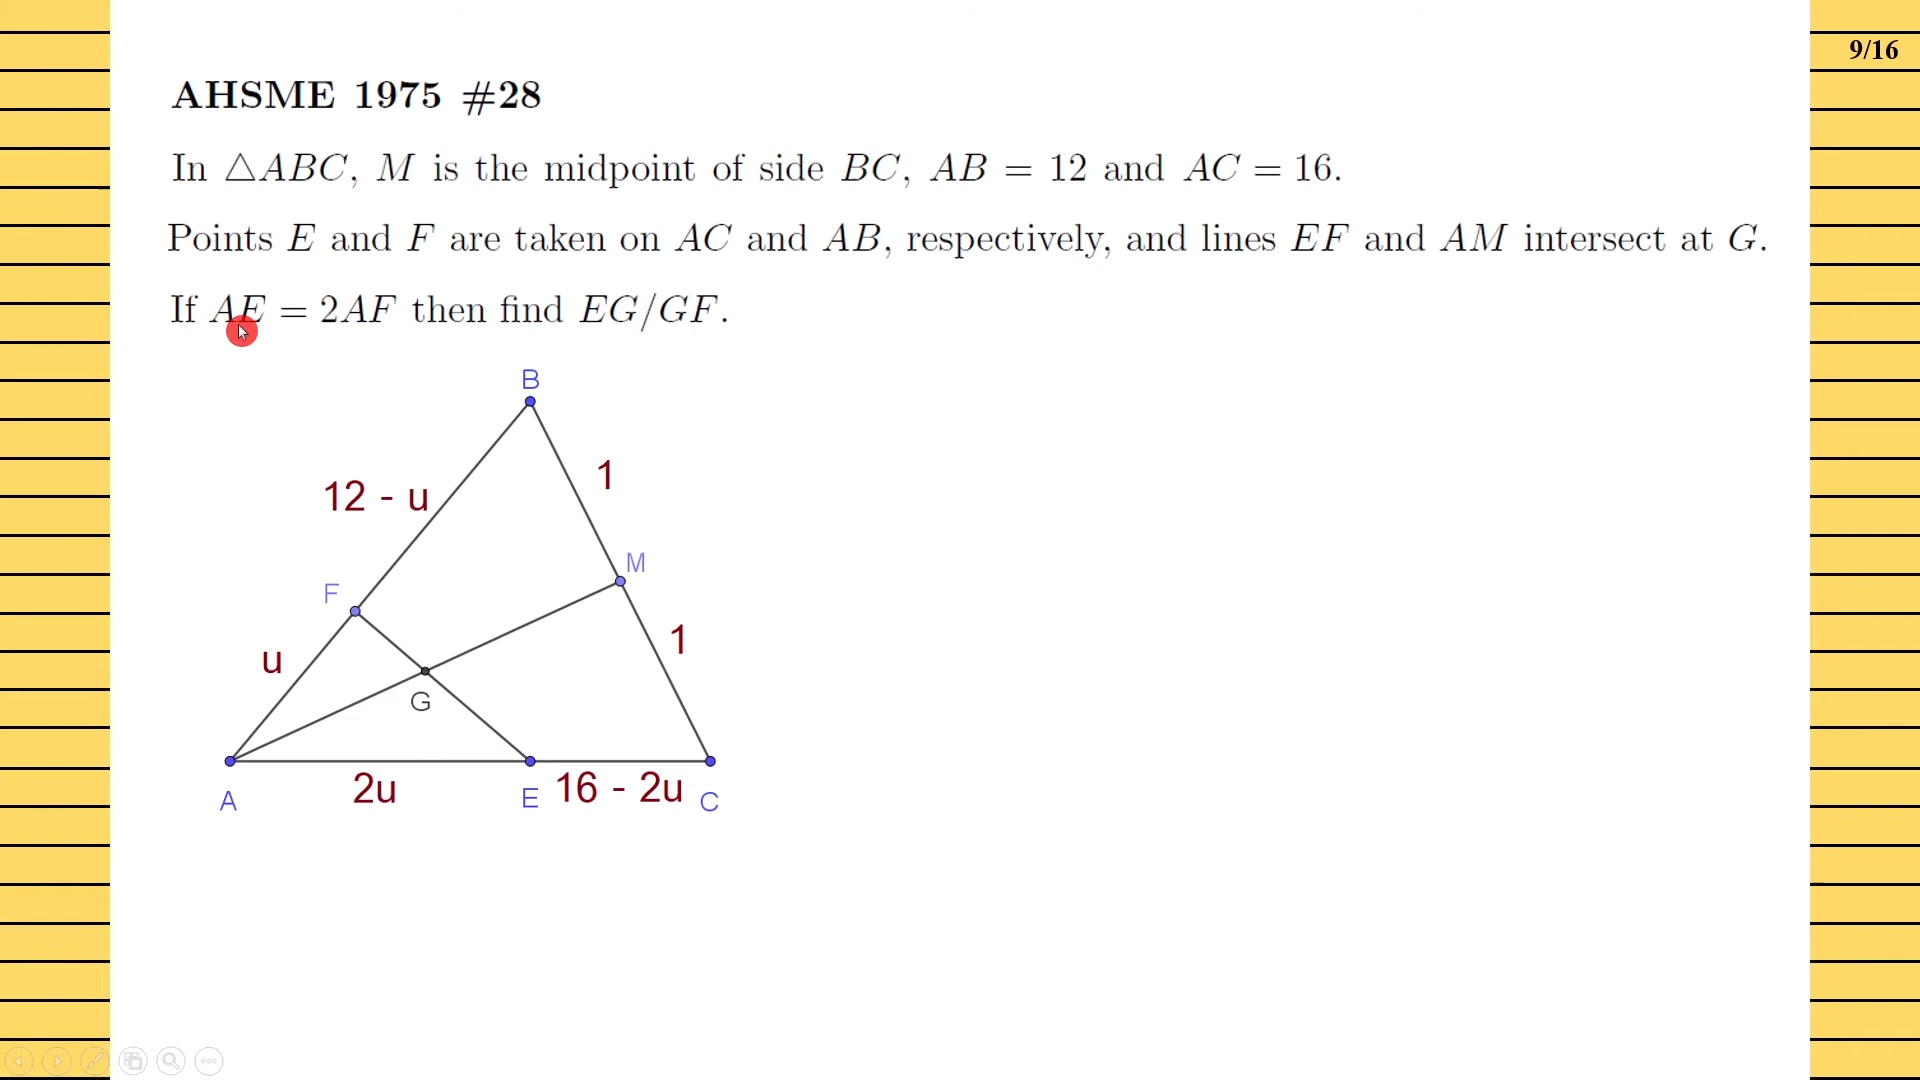 9/16
AHSME 1975 #28
In △ABC, M is the midpoint of side BC, AB = 12 and AC = 16.
Points E and F are taken on AC and AB, respectively, and lines EF and AM intersect at G.
If AE = 2AF then find EG/GF.
B
12 - u
1
M
F
1
u
G
2u
E
16 - 2u
A
C